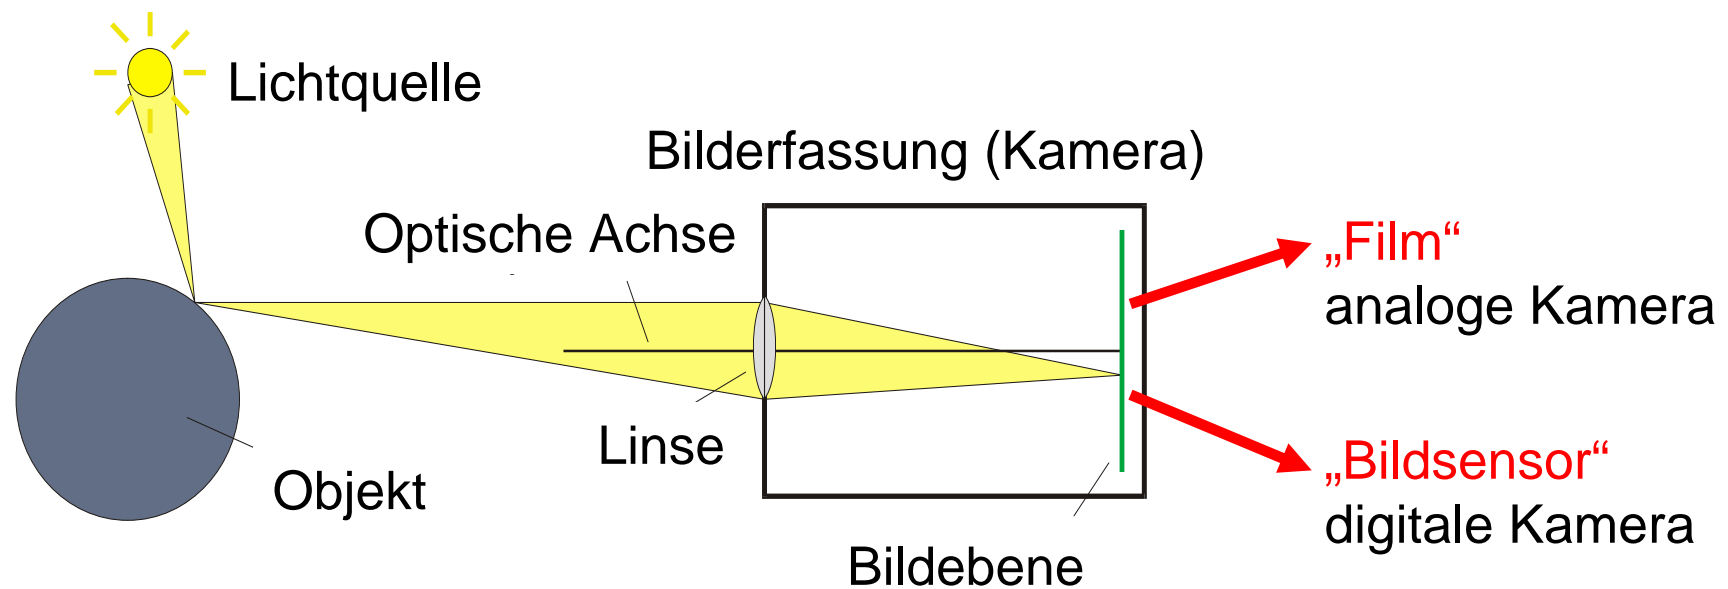 Lichtquelle
Bilderfassung (Kamera)
Optische Achse
„Film“
analoge Kamera
Linse
Objekt
„Bildsensor“
digitale Kamera
Bildebene